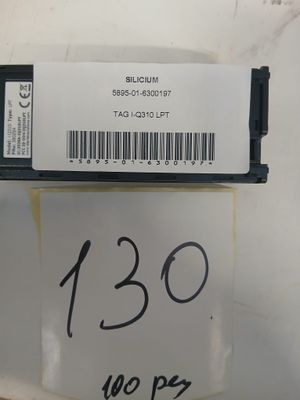 SILICIUM
5895-01-6300197
TAG I-Q310 LPT
*5895-01-6300197*
130
100 pcs